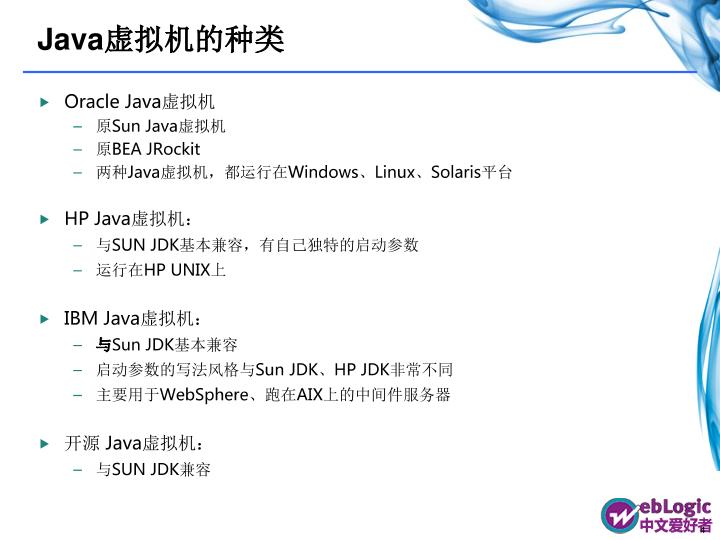 Java虚拟机的种类
Oracle Java虚拟机
– 原Sun Java虚拟机
– 原BEA JRockit
– 两种Java虚拟机，都运行在Windows、Linux、Solaris平台
HP Java虚拟机：
– 与SUN JDK基本兼容，有自己独特的启动参数
– 运行在HP UNIX上
IBM Java虚拟机：
– 与Sun JDK基本兼容
– 启动参数的写法风格与Sun JDK、HP JDK非常不同
– 主要用于WebSphere、跑在AIX上的中间件服务器
开源 Java虚拟机：
– 与SUN JDK兼容
WebLogic
中文爱好者